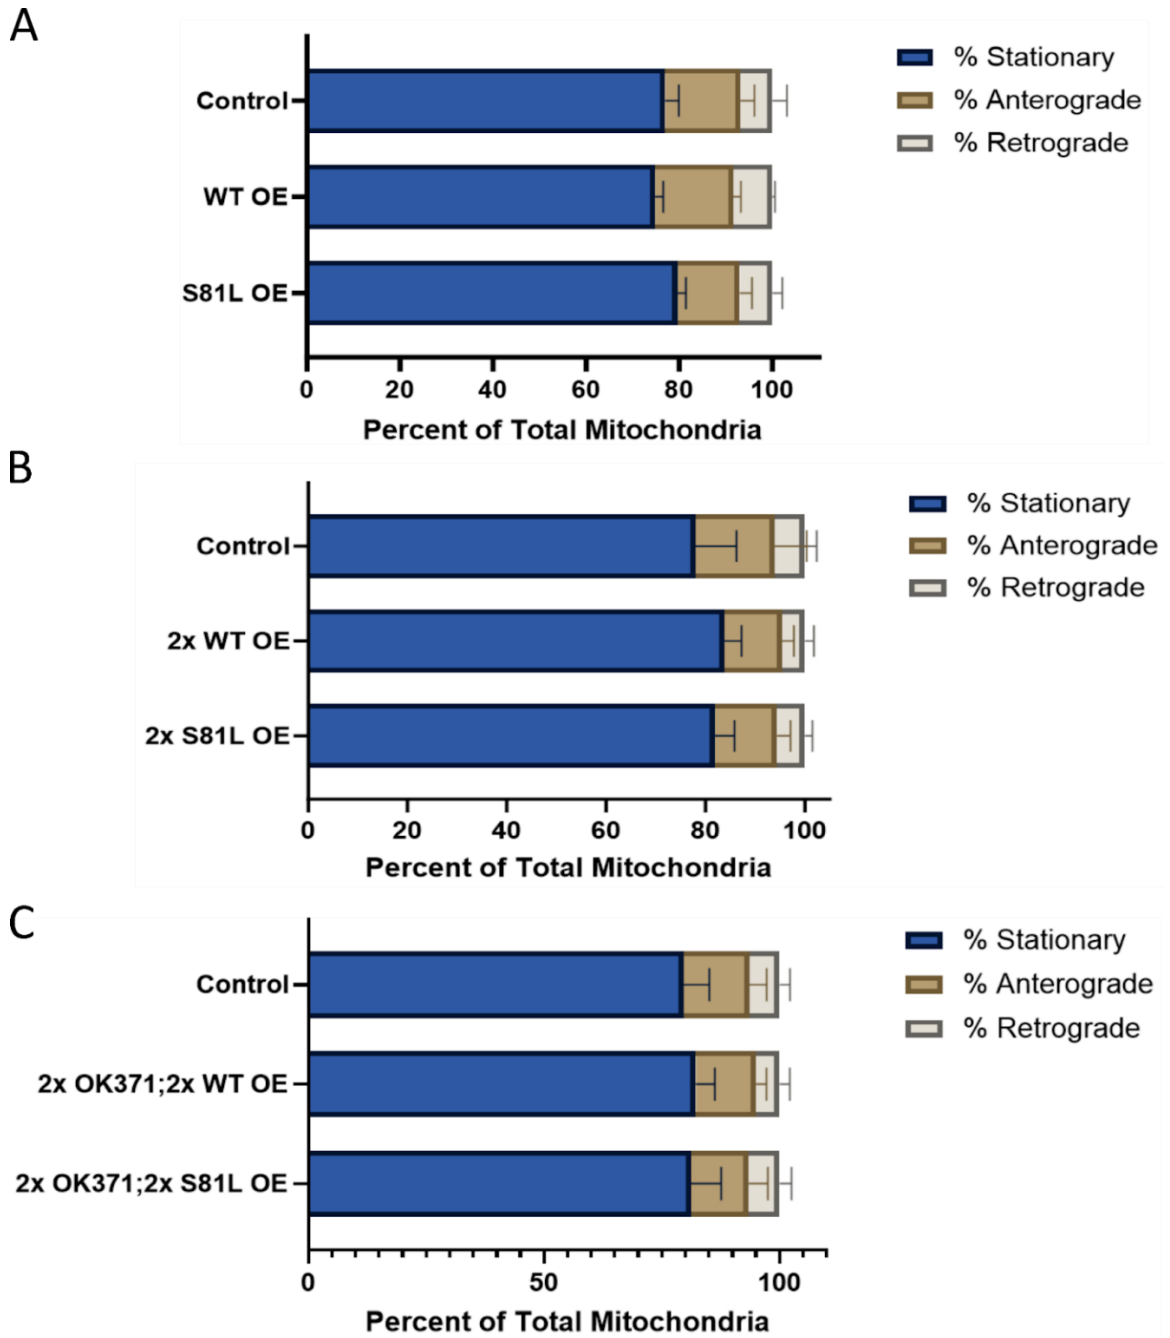 A
% Stationary
% Anterograde
% Retrograde
Control
WT OE
S81L OE
0 20 40 60 80 100
Percent of Total Mitochondria
B
% Stationary
% Anterograde
% Retrograde
Control
2x WT OE
2x S81L OE
0 20 40 60 80 100
Percent of Total Mitochondria
C
% Stationary
% Anterograde
% Retrograde
Control
2x OK371;2x WT OE
2x OK371;2x S81L OE
0 50 100
Percent of Total Mitochondria